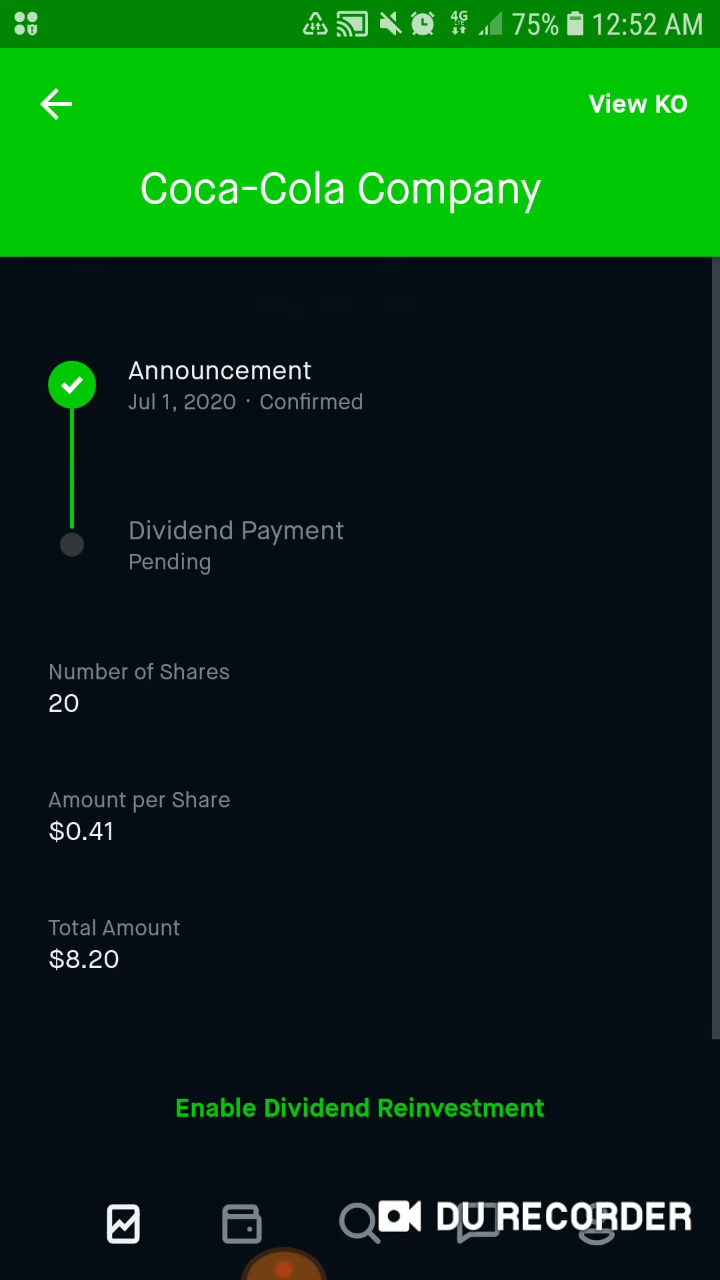 4G 75% 12:52 AM
View KO
Coca-Cola Company
Announcement
Jul 1, 2020 · Confirmed
Dividend Payment
Pending
Number of Shares
20
Amount per Share
$0.41
Total Amount
$8.20
Enable Dividend Reinvestment
DU RECORDER